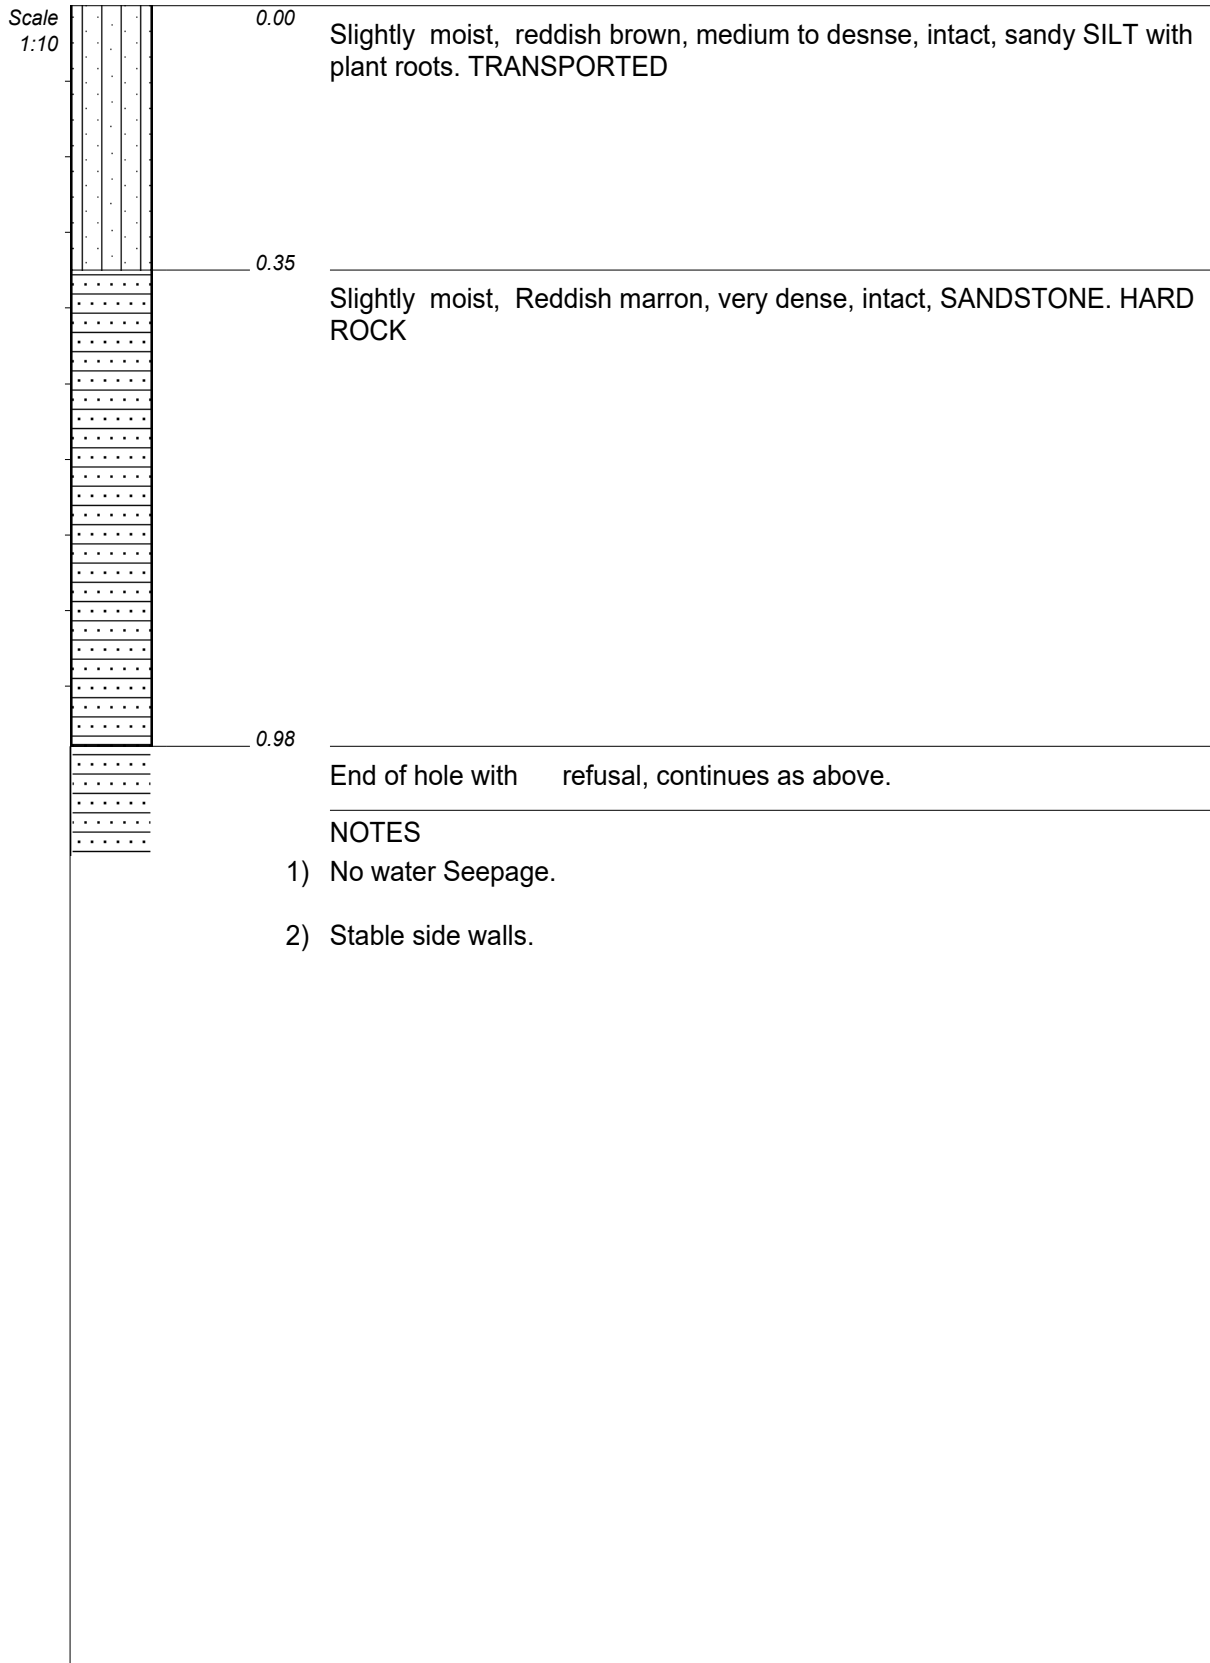 Scale
1:10
0.00
Slightly moist, reddish brown, medium to desnse, intact, sandy SILT with
plant roots. TRANSPORTED
0.35
Slightly moist, Reddish marron, very dense, intact, SANDSTONE. HARD
ROCK
0.98
End of hole with refusal, continues as above.
NOTES
1) No water Seepage.
2) Stable side walls.